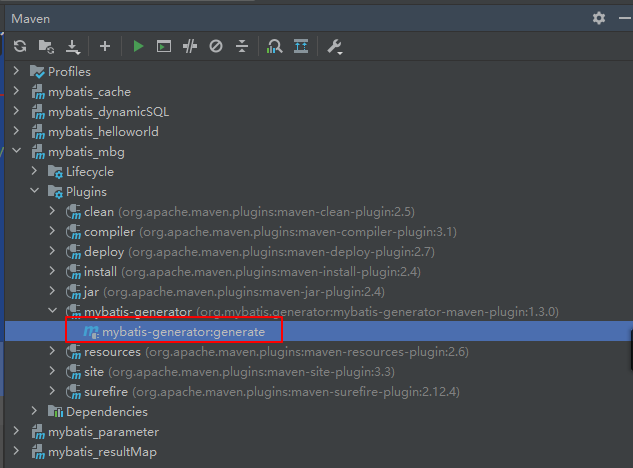 Maven
Profiles
mybatis_cache
mybatis_dynamicSQL
mybatis_helloworld
mybatis_mbg
Lifecycle
Plugins
clean (org.apache.maven.plugins:maven-clean-plugin:2.5)
compiler (org.apache.maven.plugins:maven-compiler-plugin:3.1)
deploy (org.apache.maven.plugins:maven-deploy-plugin:2.7)
install (org.apache.maven.plugins:maven-install-plugin:2.4)
jar (org.apache.maven.plugins:maven-jar-plugin:2.4)
mybatis-generator (org.mybatis.generator:mybatis-generator-maven-plugin:1.3.0)
mybatis-generator:generate
resources (org.apache.maven.plugins:maven-resources-plugin:2.6)
site (org.apache.maven.plugins:maven-site-plugin:3.3)
surefire (org.apache.maven.plugins:maven-surefire-plugin:2.12.4)
Dependencies
mybatis_parameter
mybatis_resultMap